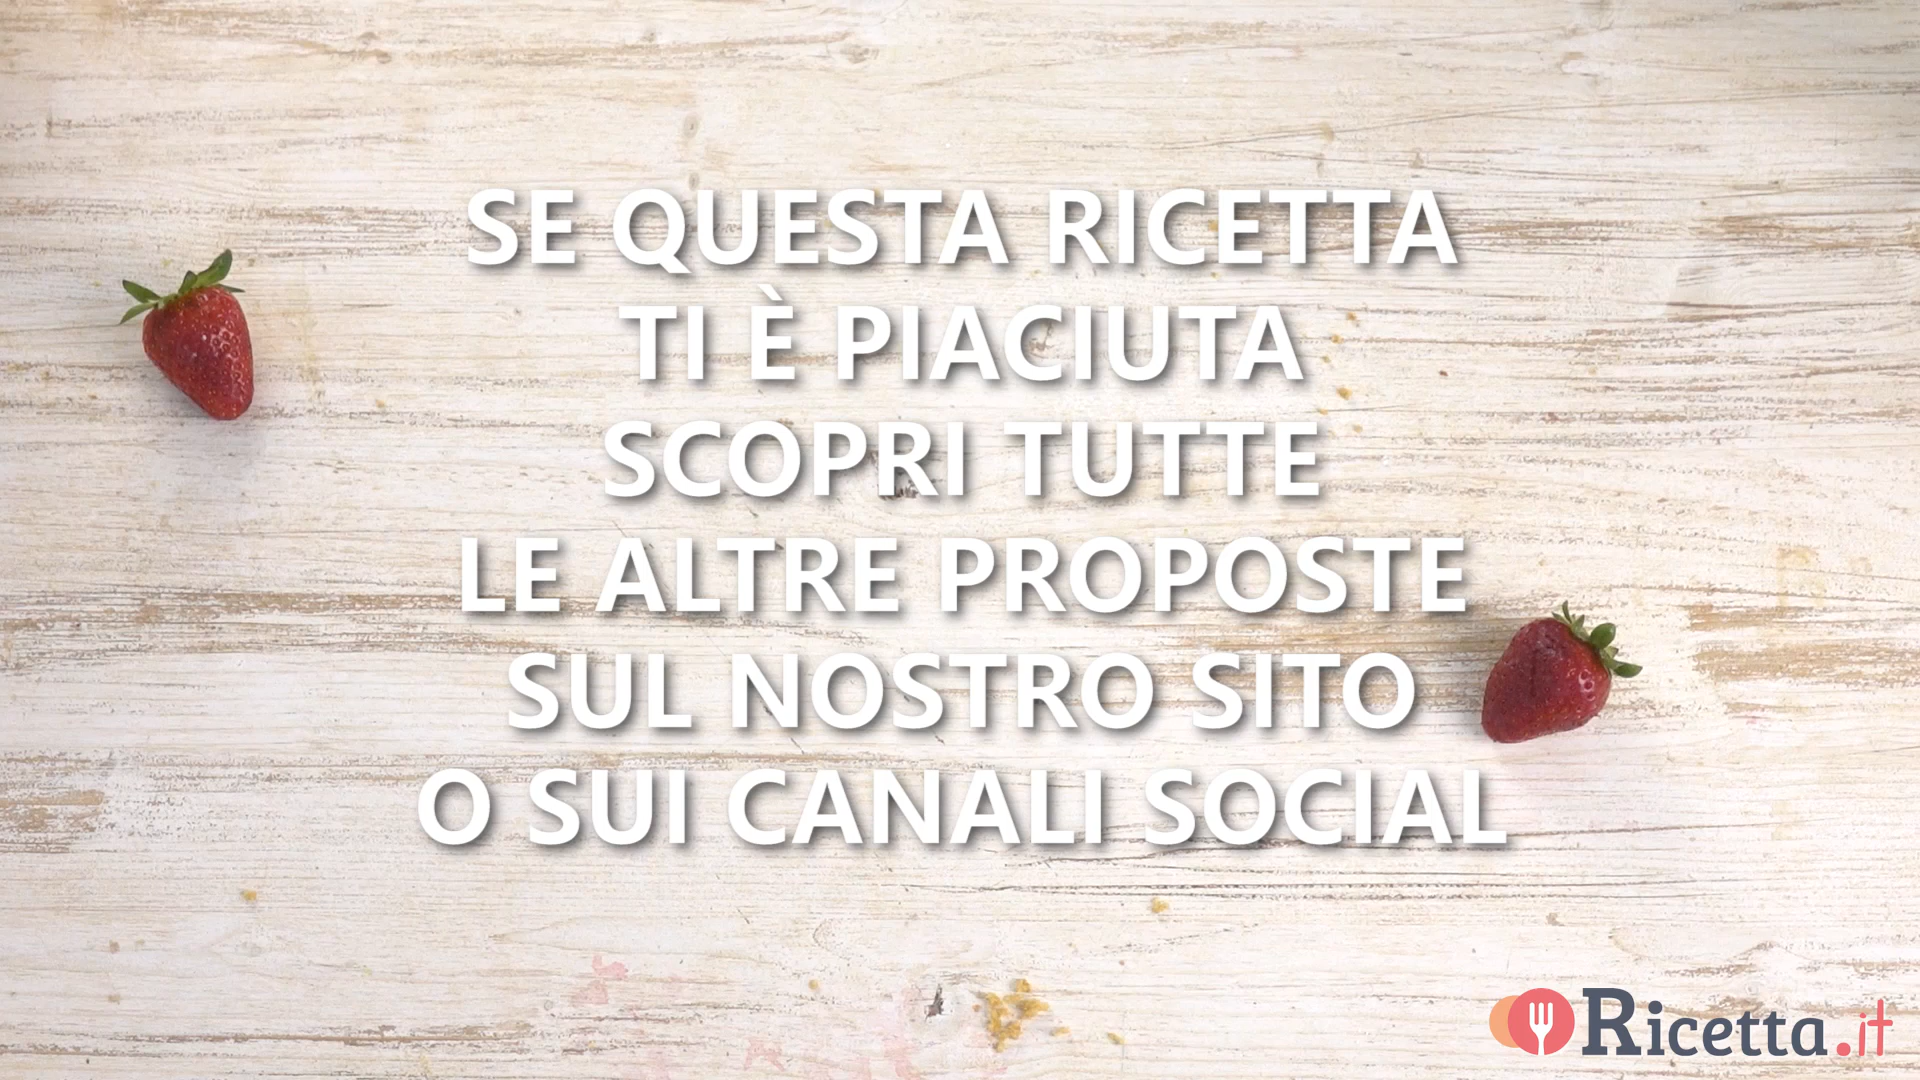 SE QUESTA RICETTA
TI È PIACIUTA
SCOPRI TUTTE
LE ALTRE PROPOSTE
SUL NOSTRO SITO
O SUI CANALI SOCIAL
Ricetta.it